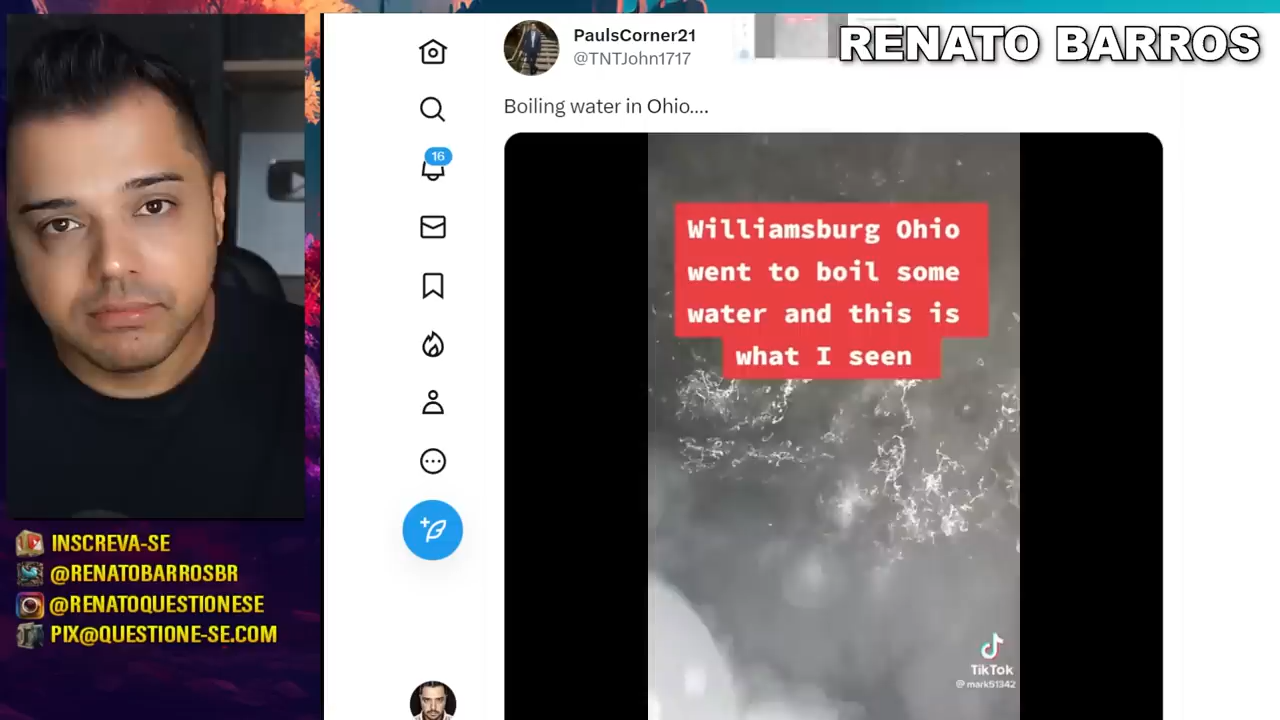 RENATO BARROS
PaulsCorner21
@TNTJohn1717
Boiling water in Ohio....
16
Williamsburg Ohio
went to boil some
water and this is
what I seen
TikTok
@mark51342
INSCREVA-SE
@RENATOBARROSBR
@RENATOQUESTIONESE
PIX@QUESTIONE-SE.COM